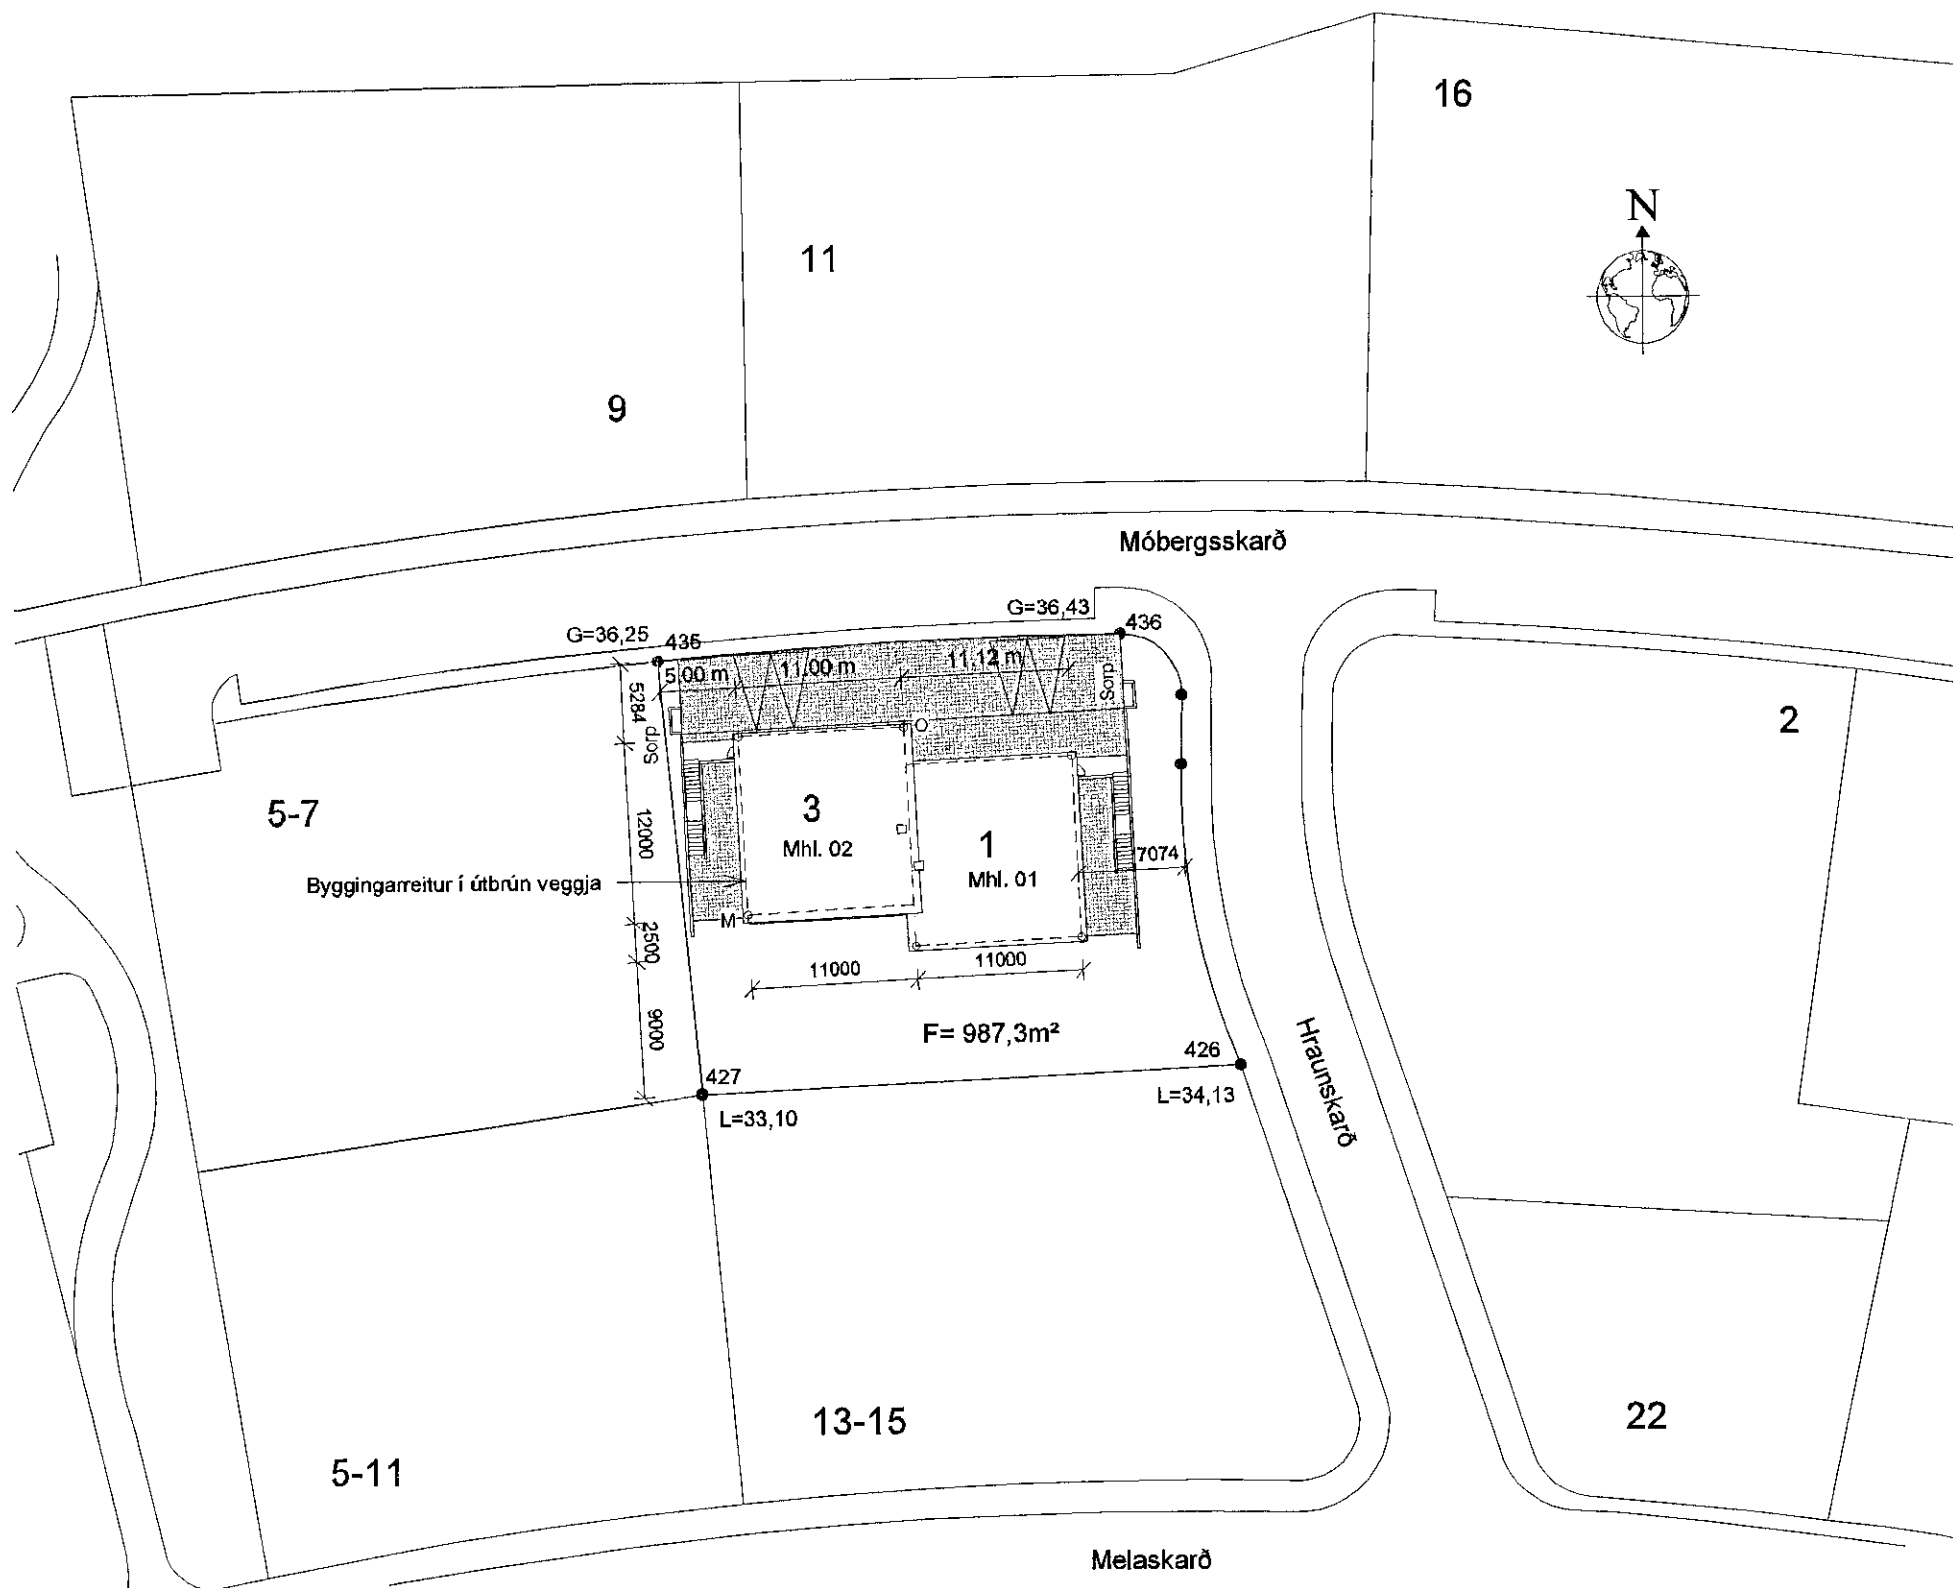 16
N
11
9
Móbergsskarð
G=36,43
436
G=36,25
435
5,00 m
11,00 m
11,12 m
Sorp
5284
Sorp
2
5-7
3
Mhl. 02
12000
1
Mhl. 01
7074
Byggingarreitur í útbrún veggja
M
2500
11000
11000
9000
F= 987,3m²
Hraunskarð
426
427
L=34,13
L=33,10
13-15
22
5-11
Melaskarð